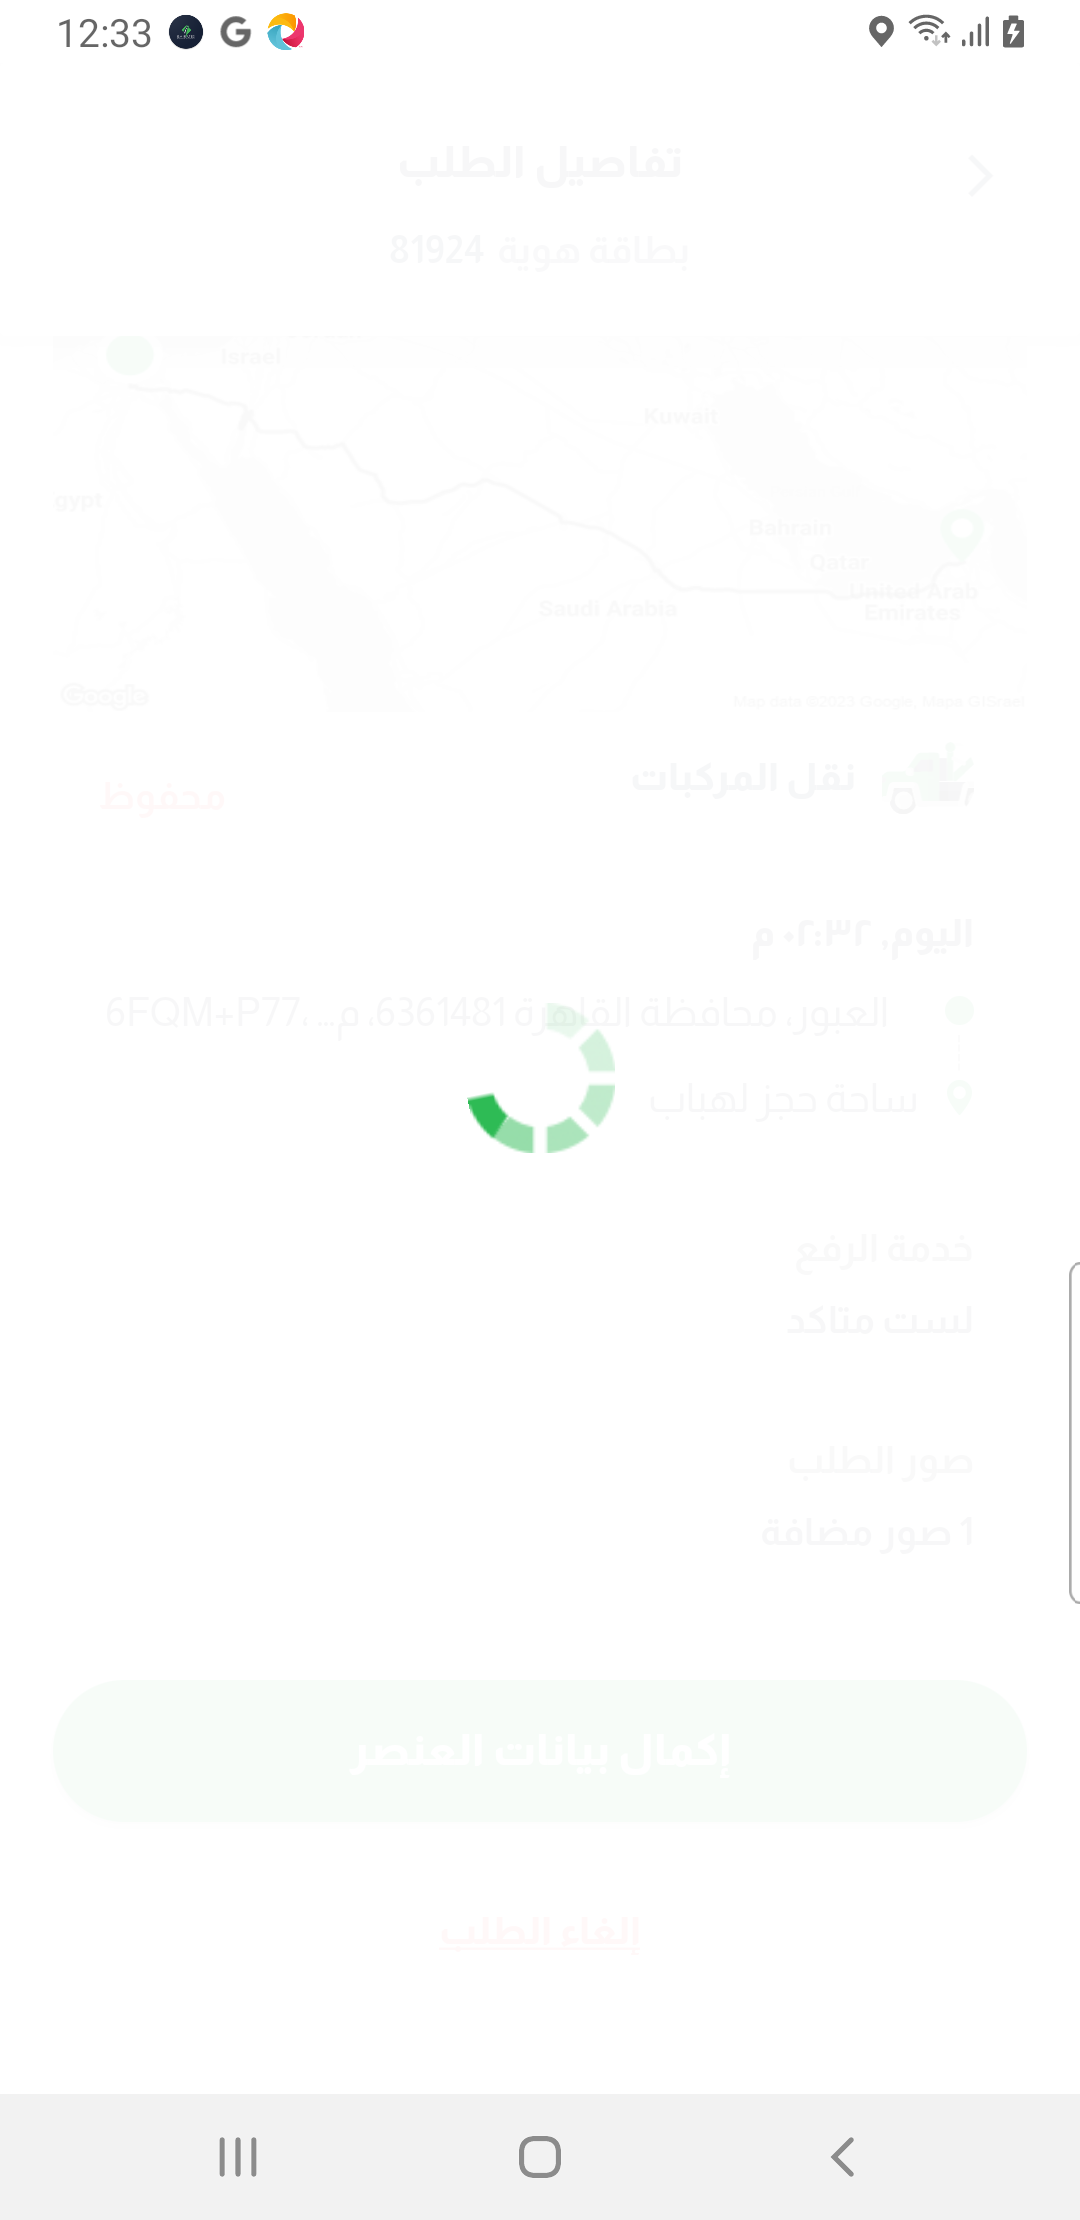 12:33
تفاصيل الطلب
بطاقة هوية 81924
Israel
Kuwait
gypt
Bahrain
Qatar
United Arab
Emirates
Saudi Arabia
Google
Map data ©2023 Google, Mapa GISrael
نقل المركبات
محفوظ
اليوم, ٠٢:٣٢ م
العبور، محافظة القاهرة 6361481، م... ،6FQM+P77
ساحة حجز لهباب
خدمة الرفع
لست متاكد
صور الطلب
1 صور مضافة
إكمال بيانات العنصر
إلغاء الطلب